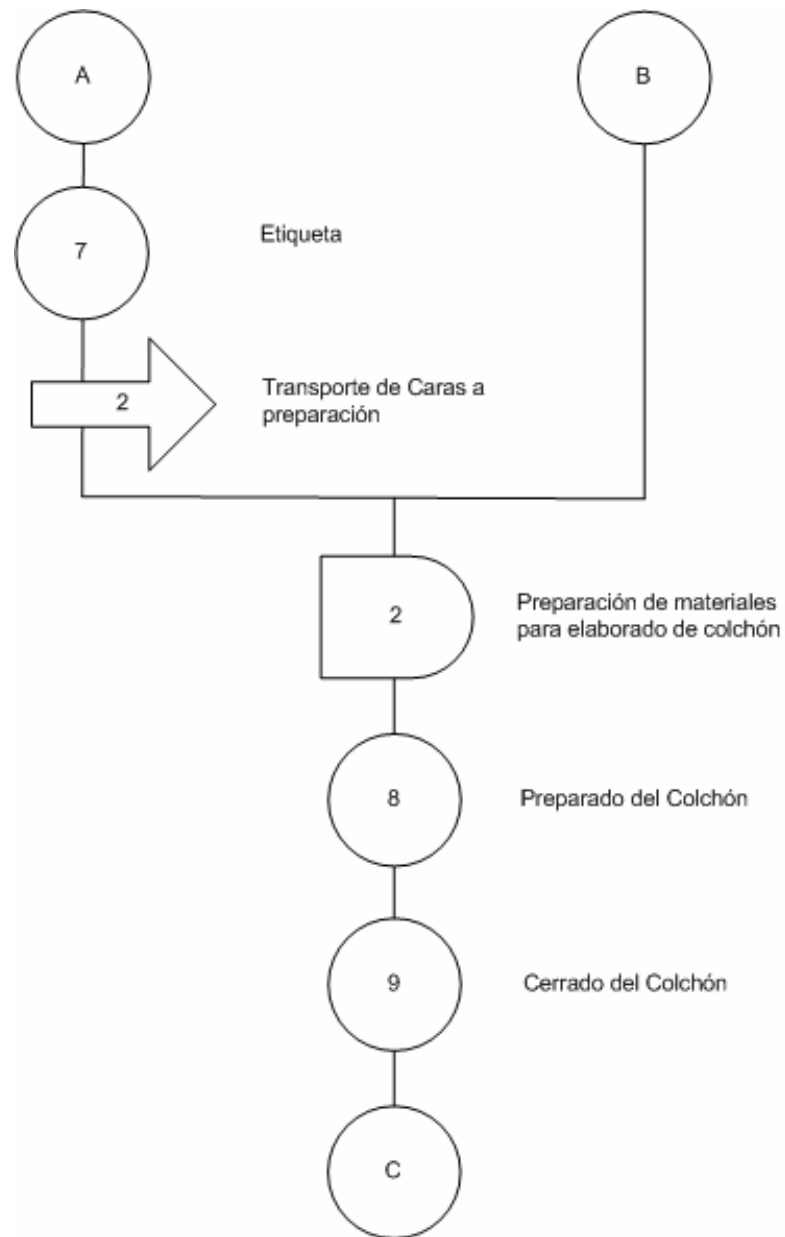 A
B
7
Etiqueta
2
Transporte de Caras a
preparación
2
Preparación de materiales
para elaborado de colchón
8
Preparado del Colchón
9
Cerrado del Colchón
C